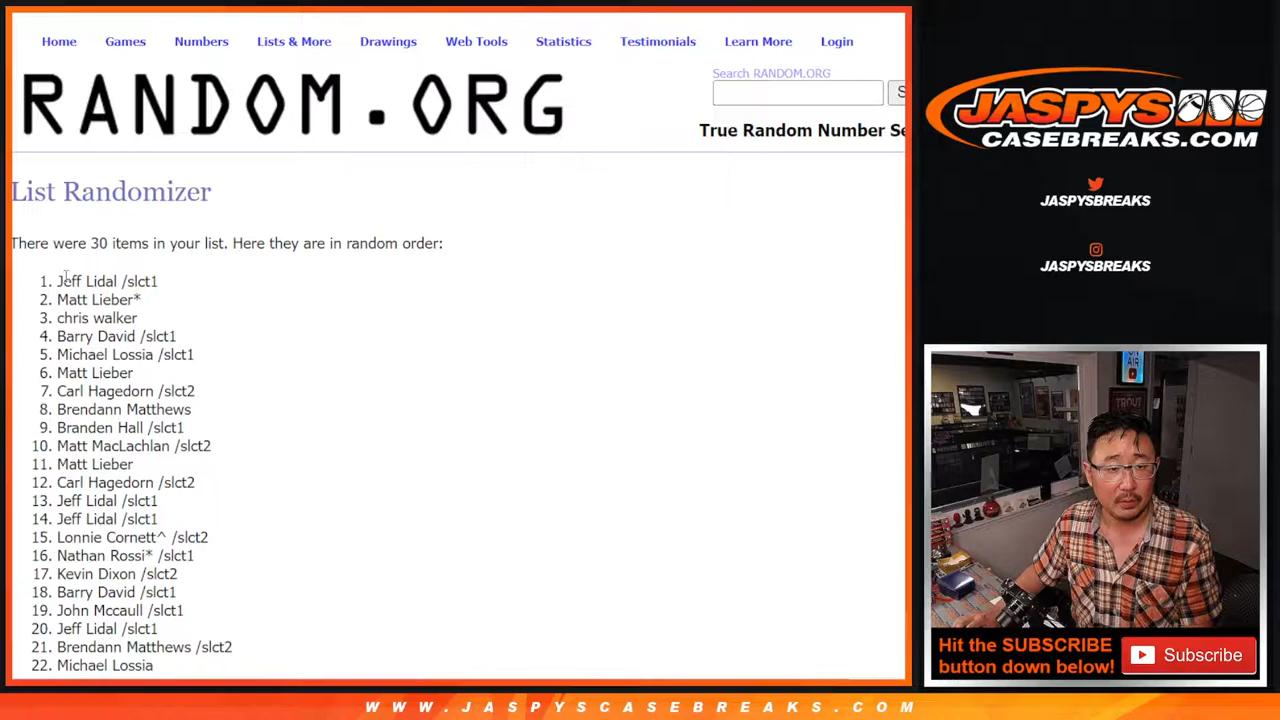 Home Games Numbers Lists & More Drawings Web Tools Statistics Testimonials Learn More Login
RANDOM.ORG
Search RANDOM.ORG
True Random Number Se
List Randomizer
There were 30 items in your list. Here they are in random order:
1. Jeff Lidal /slct1
2. Matt Lieber*
3. chris walker
4. Barry David /slct1
5. Michael Lossia /slct1
6. Matt Lieber
7. Carl Hagedorn /slct2
8. Brendann Matthews
9. Branden Hall /slct1
10. Matt MacLachlan /slct2
11. Matt Lieber
12. Carl Hagedorn /slct2
13. Jeff Lidal /slct1
14. Jeff Lidal /slct1
15. Lonnie Cornett^ /slct2
16. Nathan Rossi* /slct1
17. Kevin Dixon /slct2
18. Barry David /slct1
19. John Mccaull /slct1
20. Jeff Lidal /slct1
21. Brendann Matthews /slct2
22. Michael Lossia
JASPYS
CASEBREAKS.COM
JASPYSBREAKS
JASPYSBREAKS
ON
AIR
TROUT
Hit the SUBSCRIBE
button down below!
Subscribe
WWW.JASPYSCASEBREAKS.COM